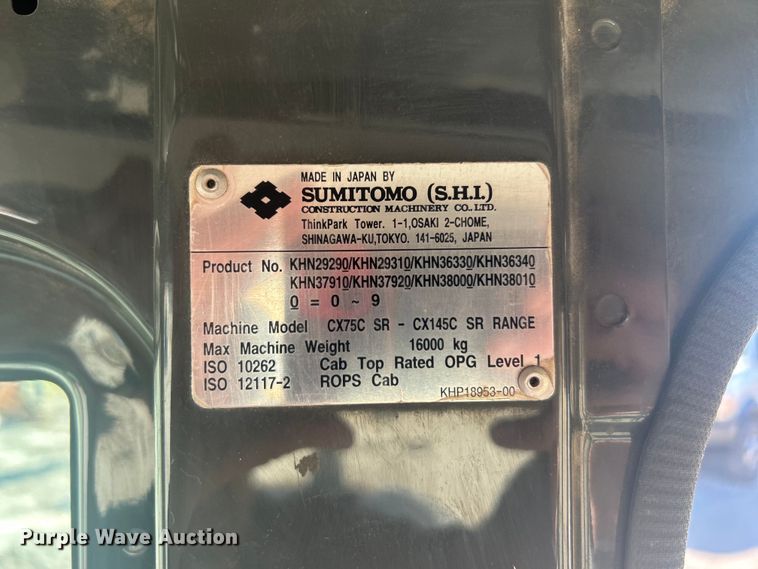 MADE IN JAPAN BY
SUMITOMO (S.H.I.)
CONSTRUCTION MACHINERY CO.,LTD.
ThinkPark Tower. 1-1,OSAKI 2-CHOME,
SHINAGAWA-KU,TOKYO. 141-6025, JAPAN
Product No. KHN29290/KHN29310/KHN36330/KHN36340
KHN37910/KHN37920/KHN38000/KHN38010
0 = 0 ~ 9
Machine Model CX75C SR - CX145C SR RANGE
Max Machine Weight 16000 kg
ISO 10262 Cab Top Rated OPG Level 1
ISO 12117-2 ROPS Cab
KHP18953-00
Purple Wave Auction